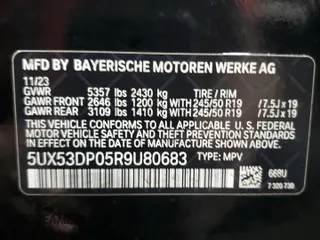 MFD BY BAYERISCHE MOTOREN WERKE AG
11/23
GVWR 5357 lbs 2430 kg TIRE / RIM
GAWR FRONT 2646 lbs 1200 kg WITH 245/50 R19 /7.5J x 19
GAWR REAR 3109 lbs 1410 kg WITH 245/50 R19 /7.5J x 19
THIS VEHICLE CONFORMS TO ALL APPLICABLE U.S. FEDERAL
MOTOR VEHICLE SAFETY, BUMPER, AND THEFT PREVENTION
STANDARDS IN EFFECT ON THE DATE OF MANUFACTURE SHOWN ABOVE.
5UX53DP05R9U80683 TYPE: MPV
668U
7 320 730